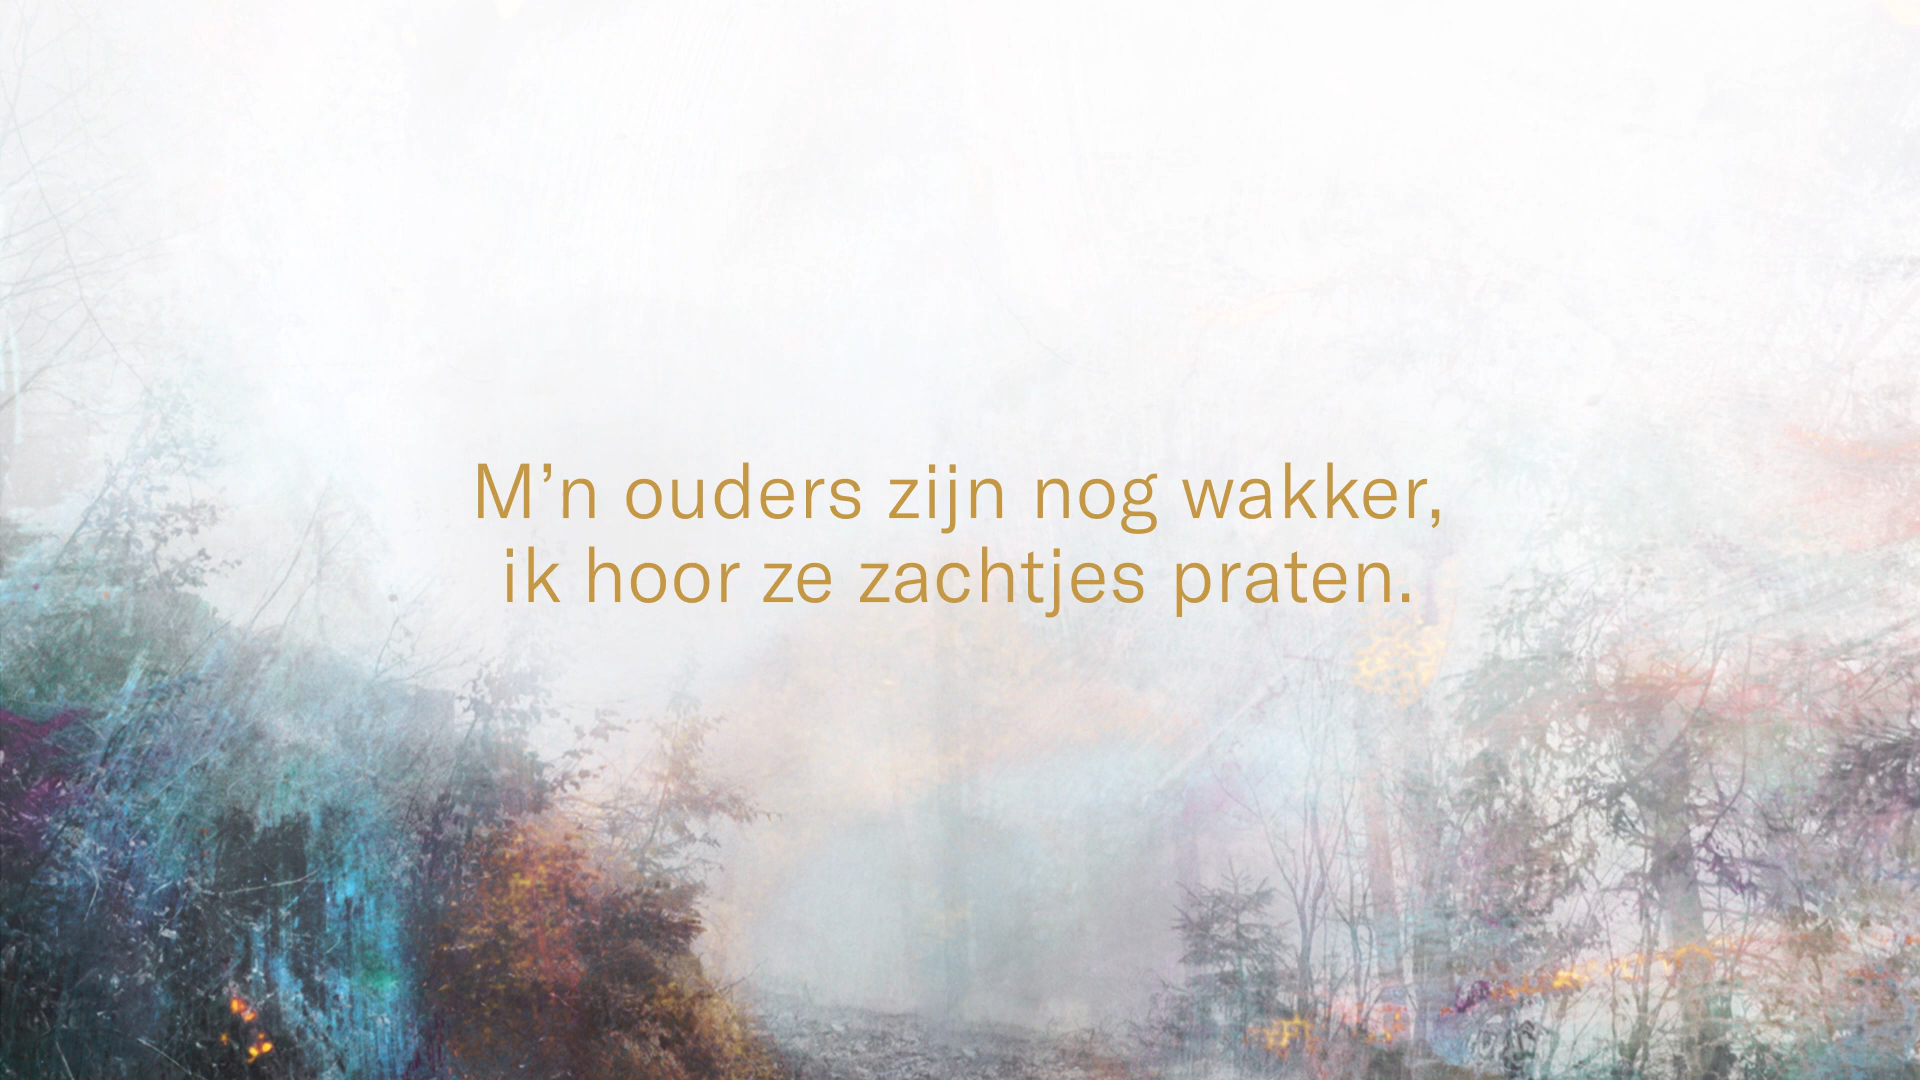 M’n ouders zijn nog wakker,
ik hoor ze zachtjes praten.